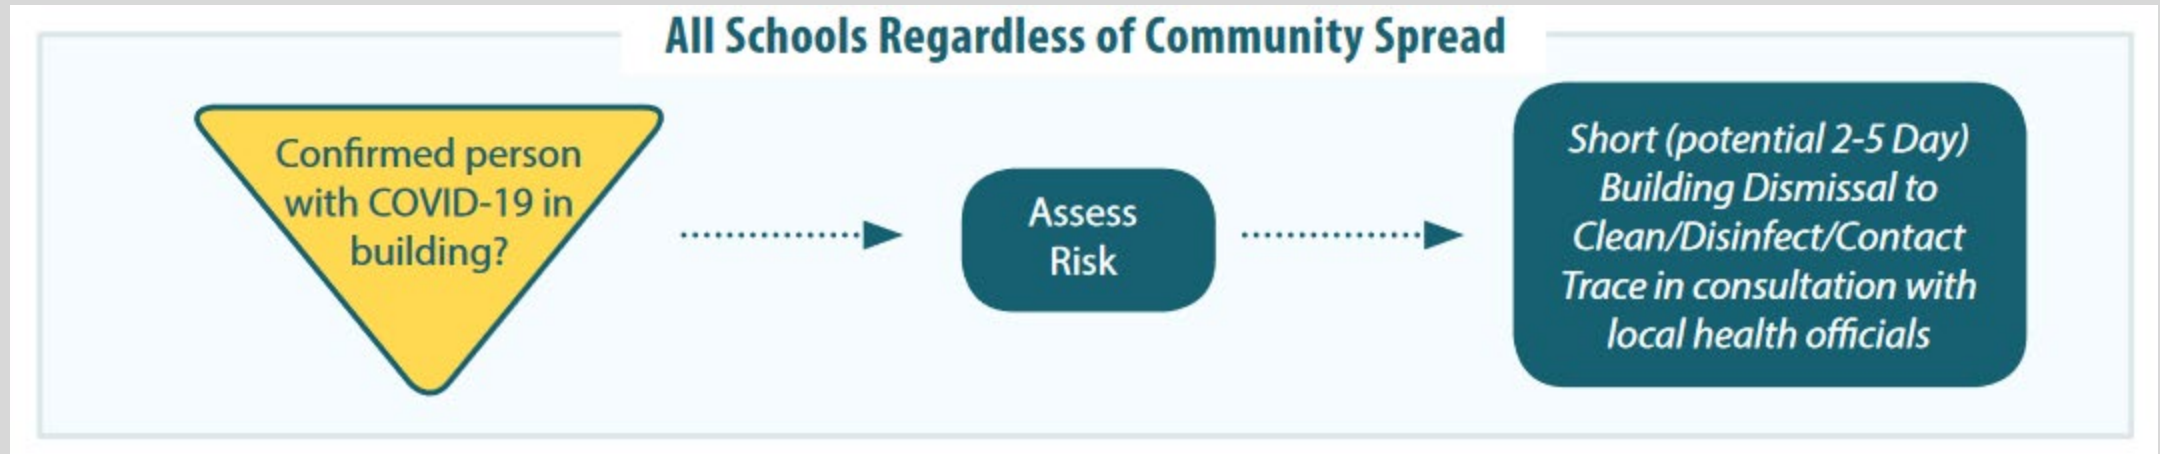 All Schools Regardless of Community Spread
Confirmed person
with COVID-19 in
building?
Assess
Risk
Short (potential 2-5 Day)
Building Dismissal to
Clean/Disinfect/Contact
Trace in consultation with
local health officials